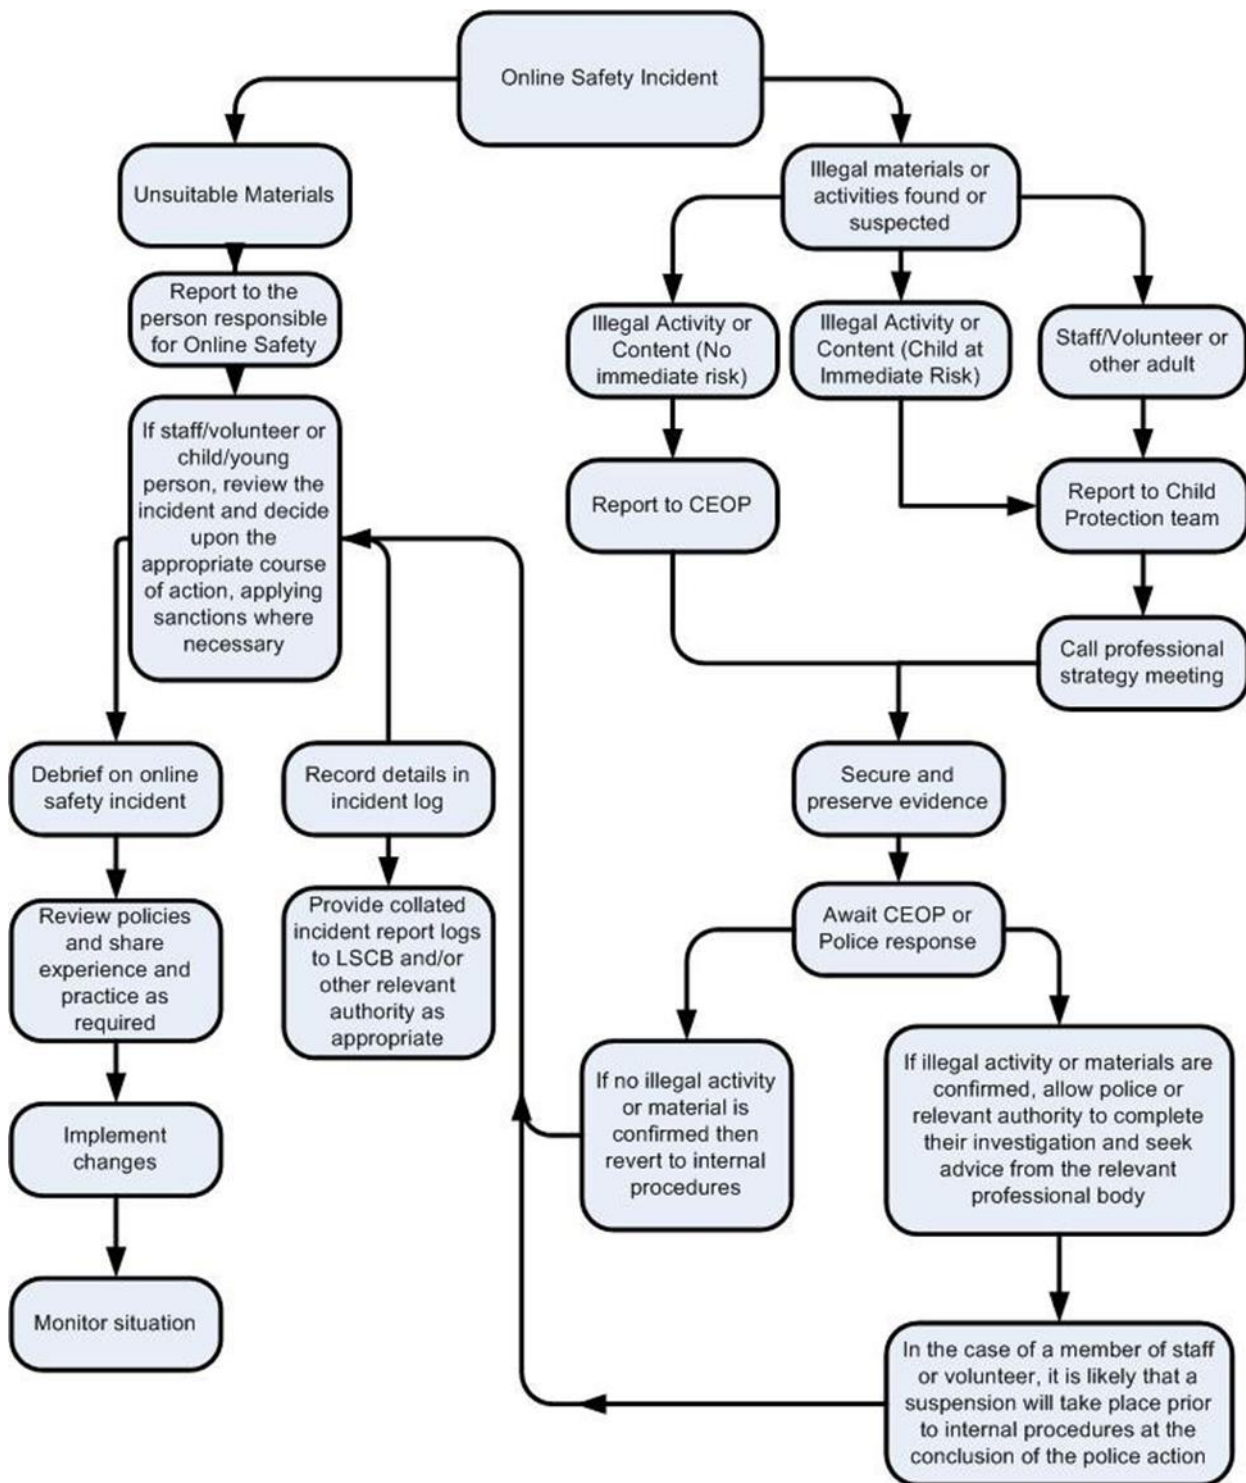 Online Safety Incident
Unsuitable Materials
Illegal materials or
activities found or
suspected
Report to the
person responsible
for Online Safety
Illegal Activity or
Content (No
immediate risk)
Illegal Activity or
Content (Child at
Immediate Risk)
Staff/Volunteer or
other adult
If staff/volunteer or
child/young
person, review the
incident and decide
upon the
appropriate course
of action, applying
sanctions where
necessary
Report to CEOP
Report to Child
Protection team
Call professional
strategy meeting
Debrief on online
safety incident
Record details in
incident log
Secure and
preserve evidence
Review policies
and share
experience and
practice as
required
Provide collated
incident report logs
to LSCB and/or
other relevant
authority as
appropriate
Await CEOP or
Police response
If no illegal activity
or material is
confirmed then
revert to internal
procedures
If illegal activity or materials are
confirmed, allow police or
relevant authority to complete
their investigation and seek
advice from the relevant
professional body
Implement
changes
Monitor situation
In the case of a member of staff
or volunteer, it is likely that a
suspension will take place prior
to internal procedures at the
conclusion of the police action